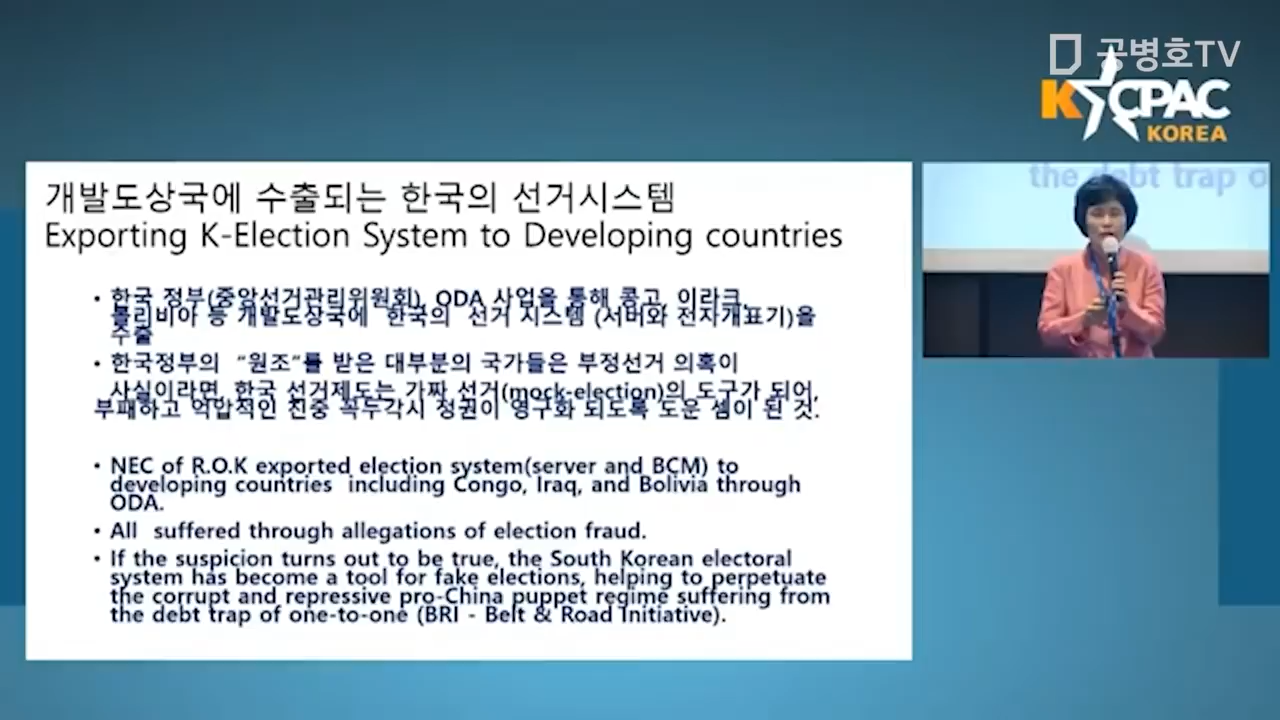 공병호TV
K CPAC
KOREA
개발도상국에 수출되는 한국의 선거시스템
Exporting K-Election System to Developing countries
the debt trap o
• 한국 정부(중앙선거관리위원회), ODA 사업을 통해 콩고, 이라크,
볼리비아 등 개발도상국에 한국의 선거 시스템 (서버와 전자개표기)을
수출
• 한국정부의 “원조”를 받은 대부분의 국가들은 부정선거 의혹이
사실이라면, 한국 선거제도는 가짜 선거(mock-election)의 도구가 되어,
부패하고 억압적인 친중 꼭두각시 정권이 영구화 되도록 도운 셈이 된 것.
• NEC of R.O.K exported election system(server and BCM) to
developing countries including Congo, Iraq, and Bolivia through
ODA.
• All suffered through allegations of election fraud.
• If the suspicion turns out to be true, the South Korean electoral
system has become a tool for fake elections, helping to perpetuate
the corrupt and repressive pro-China puppet regime suffering from
the debt trap of one-to-one (BRI - Belt & Road Initiative).